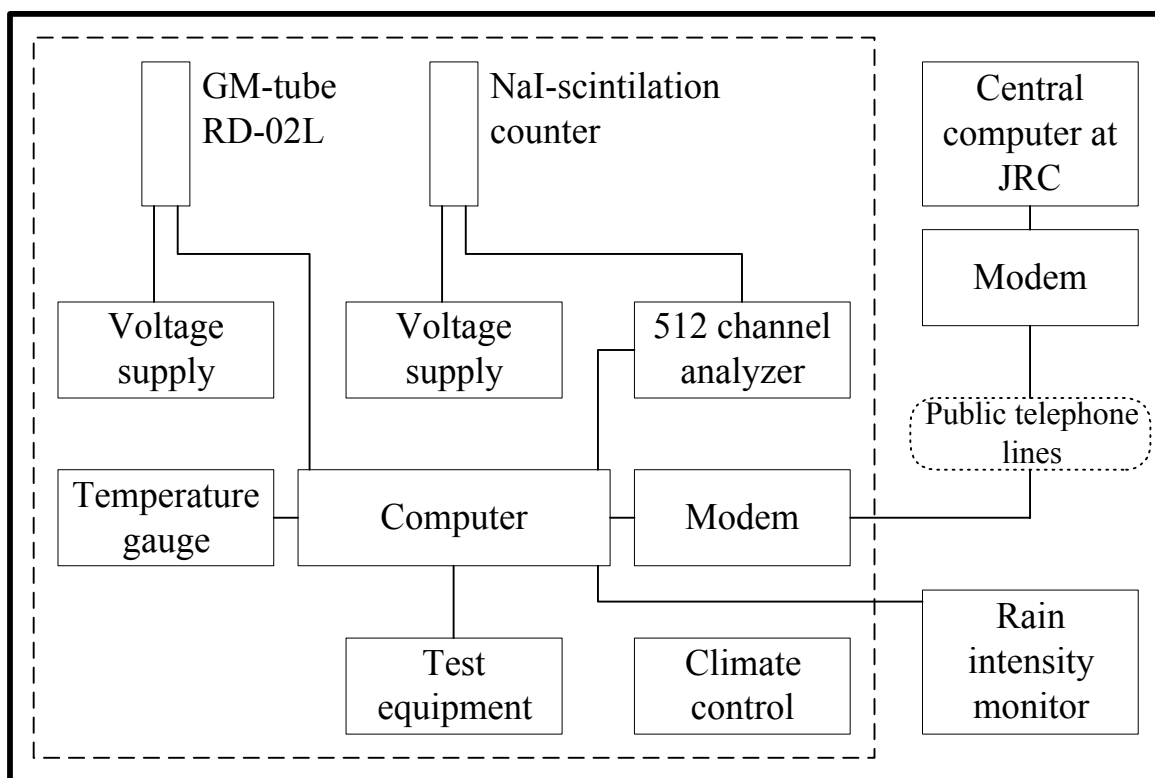 GM-tube
RD-02L
NaI-scintilation
counter
Central
computer at
JRC
Modem
Voltage
supply
Voltage
supply
512 channel
analyzer
Public telephone
lines
Temperature
gauge
Computer
Modem
Test
equipment
Climate
control
Rain
intensity
monitor